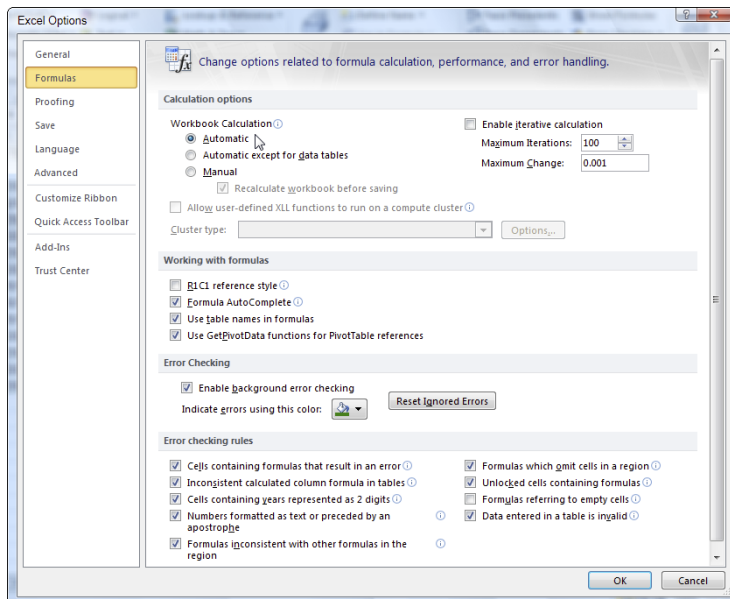 Excel Options
General
Formulas
Proofing
Save
Language
Advanced
Customize Ribbon
Quick Access Toolbar
Add-Ins
Trust Center
Change options related to formula calculation, performance, and error handling.
Calculation options
Workbook Calculation
Automatic
Automatic except for data tables
Manual
Recalculate workbook before saving
Enable iterative calculation
Maximum Iterations: 100
Maximum Change: 0.001
Allow user-defined XLL functions to run on a compute cluster
Cluster type:
Options...
Working with formulas
R1C1 reference style
Formula AutoComplete
Use table names in formulas
Use GetPivotData functions for PivotTable references
Error Checking
Enable background error checking
Indicate errors using this color:
Reset Ignored Errors
Error checking rules
Cells containing formulas that result in an error
Inconsistent calculated column formula in tables
Cells containing years represented as 2 digits
Numbers formatted as text or preceded by an
apostrophe
Formulas inconsistent with other formulas in the
region
Formulas which omit cells in a region
Unlocked cells containing formulas
Formulas referring to empty cells
Data entered in a table is invalid
OK
Cancel